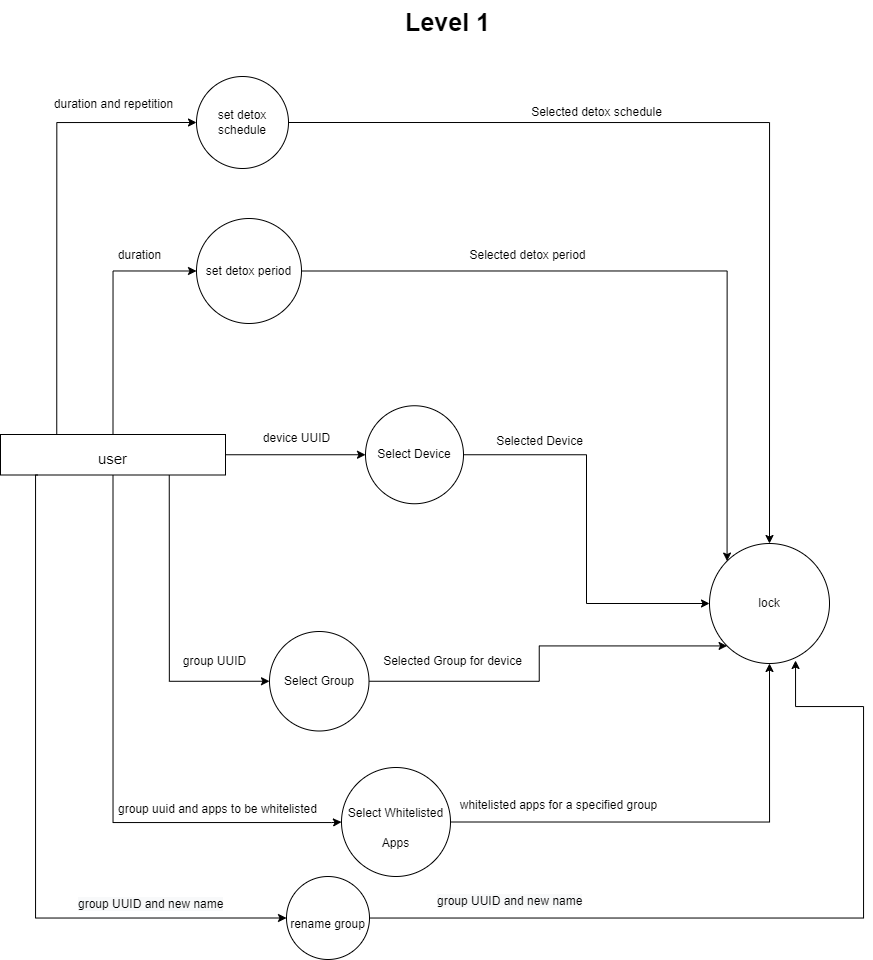 Level 1
duration and repetition
set detox
schedule
Selected detox schedule
duration
set detox period
Selected detox period
user
device UUID
Select Device
Selected Device
lock
group UUID
Select Group
Selected Group for device
group uuid and apps to be whitelisted
Select Whitelisted
Apps
whitelisted apps for a specified group
group UUID and new name
rename group
group UUID and new name